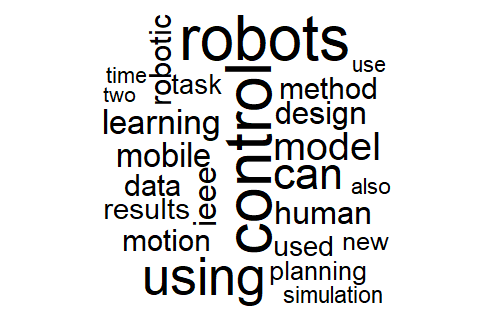 robots
robotic
time
task
use
two
method
learning
control
design
mobile
model
data
ieee
can
also
results
human
motion
used
new
using
planning
simulation